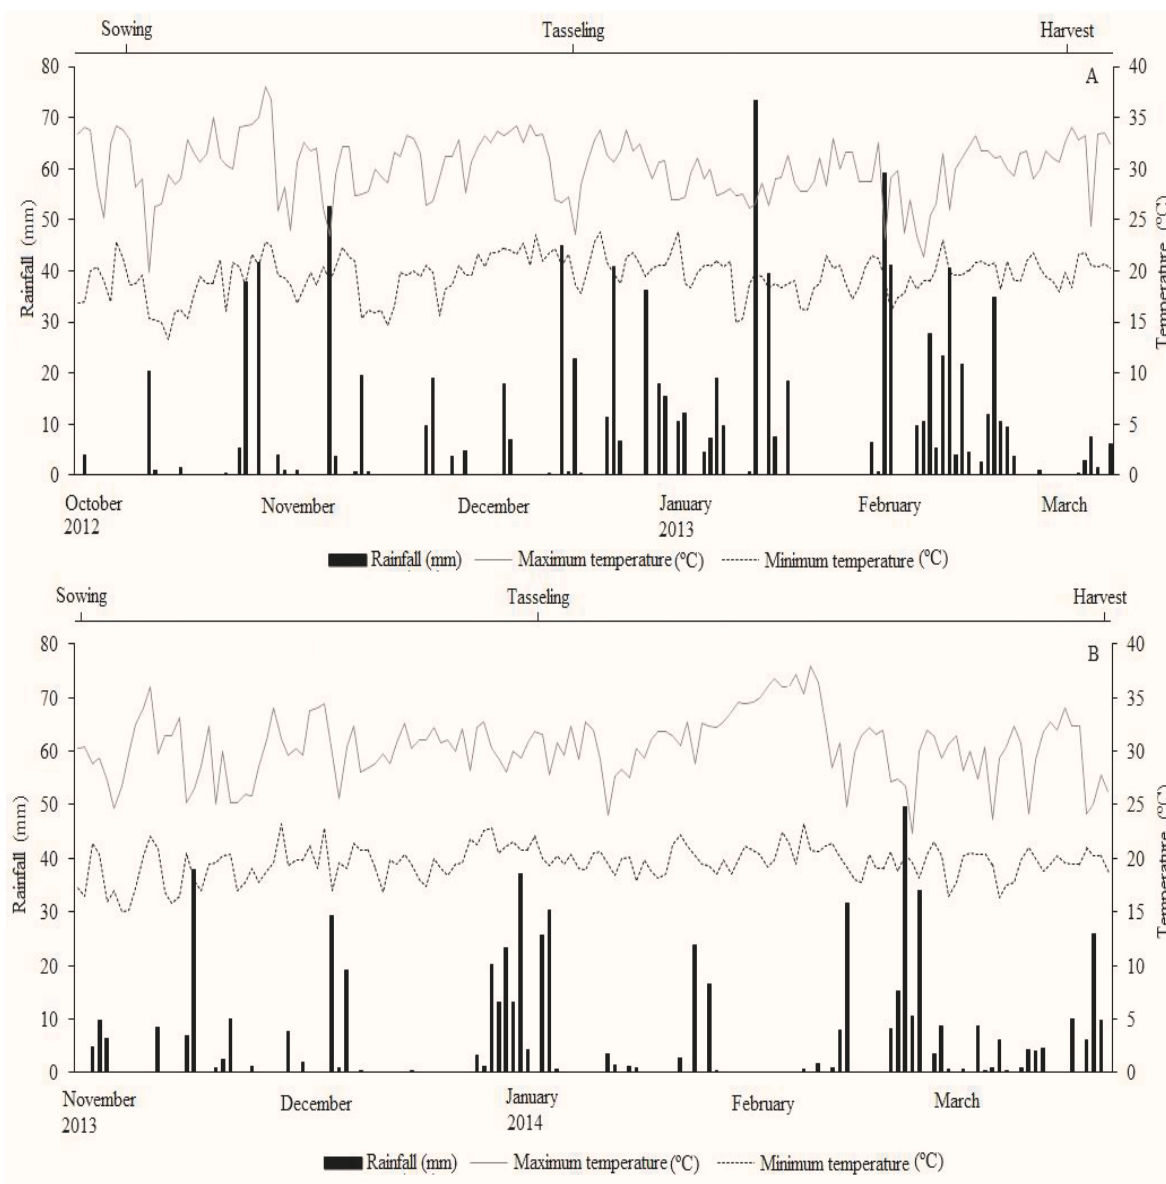 Sowing Tasseling Harvest
80 40
A
70 35
60 30
50 25
40 20
30 15
20 10
10 5
0 0
Rainfall (mm)
Temperature (ºC)
October November December January February March
2012 2013
Rainfall (mm) Maximum temperature (ºC) Minimum temperature (ºC)
Sowing Tasseling Harvest
80 40
B
70 35
60 30
50 25
40 20
30 15
20 10
10 5
0 0
Rainfall (mm)
Temperature (ºC)
November December January February March
2013 2014
Rainfall (mm) Maximum temperature (ºC) Minimum temperature (ºC)